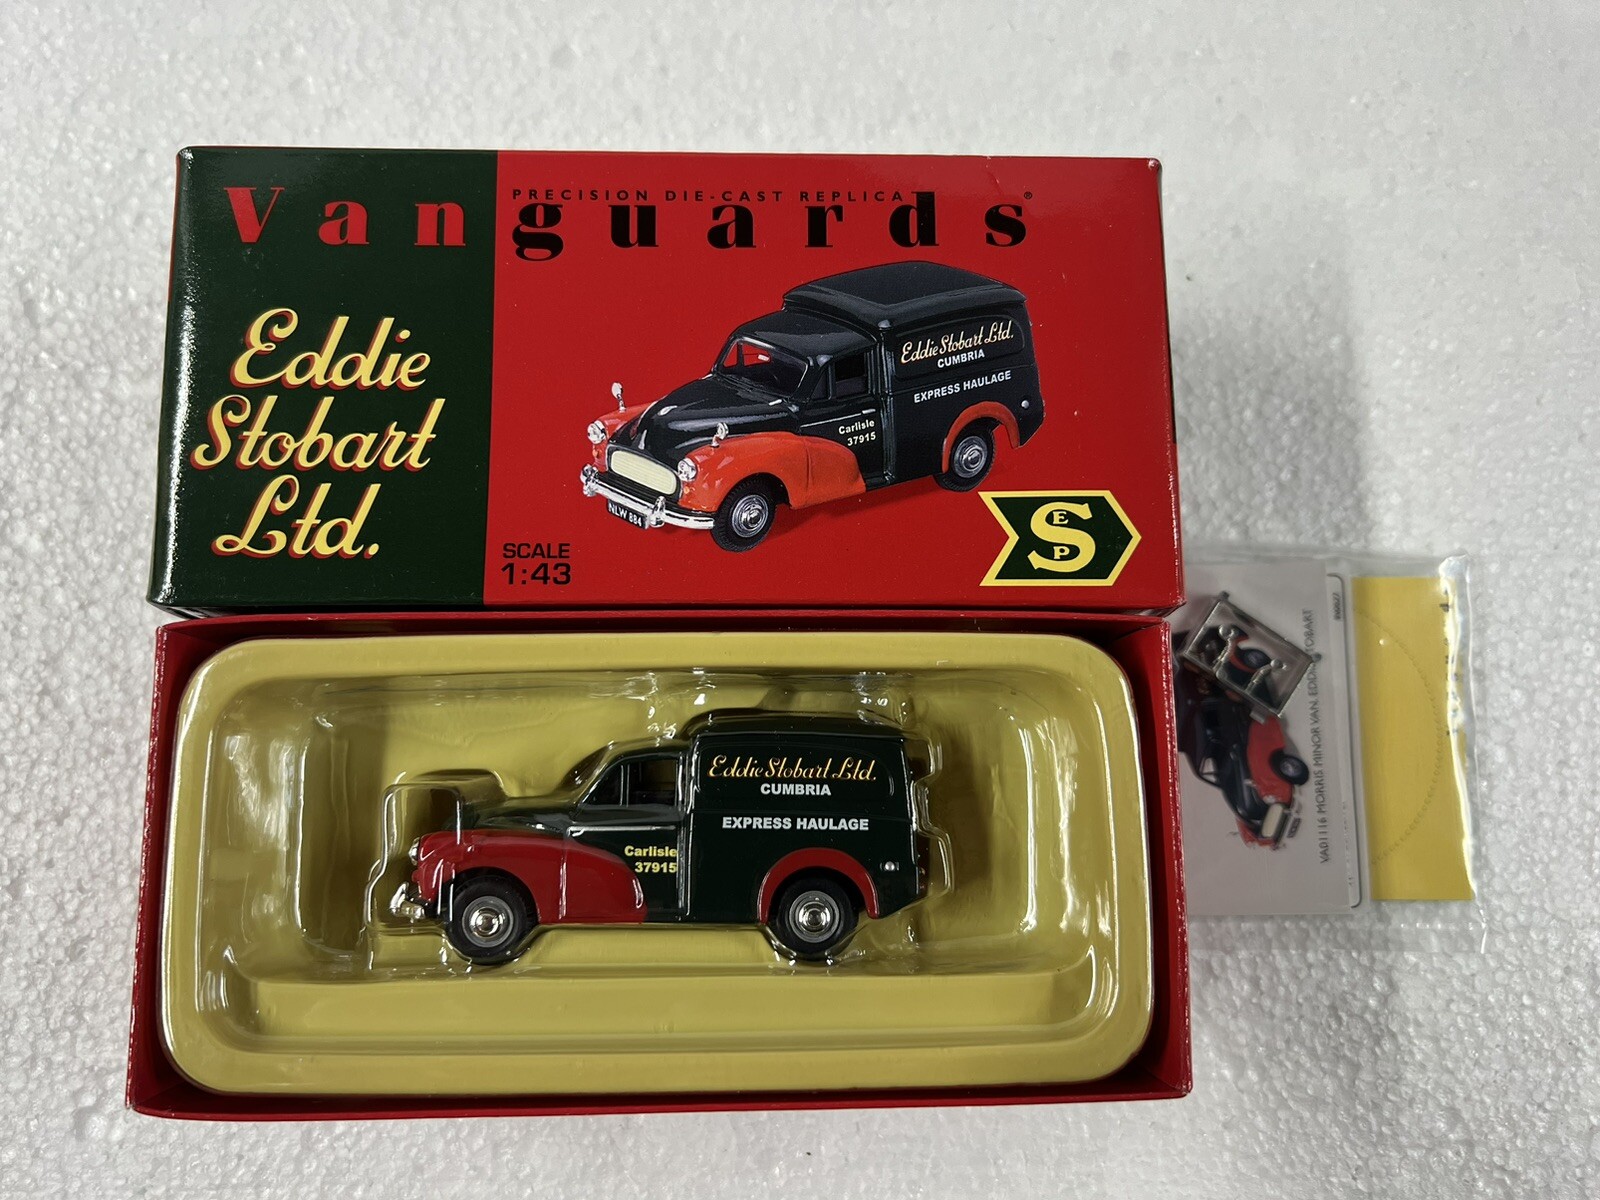 Vanguards®
PRECISION DIE-CAST REPLICA
Eddie
Stobart
Ltd.
Eddie Stobart Ltd.
CUMBRIA
EXPRESS HAULAGE
Carlisle
37915
NLW 884
SCALE
1:43
E
S
P
Eddie Stobart Ltd.
CUMBRIA
EXPRESS HAULAGE
Carlisle
37915
VA01116 MORRIS MINOR VAN, EDDIE STOBART